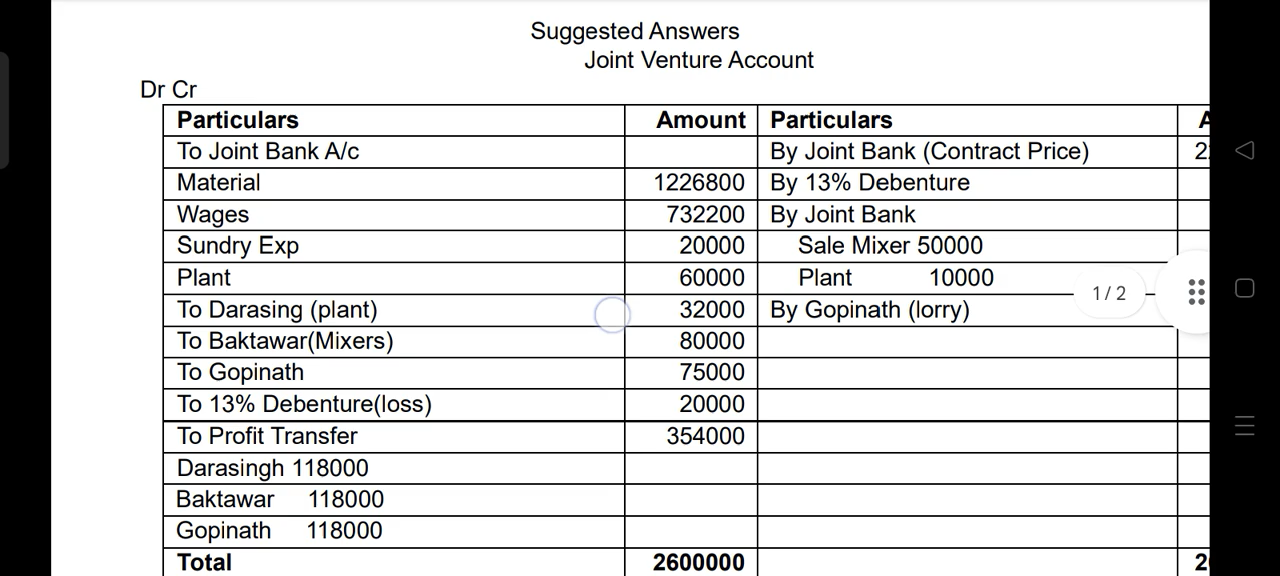 Suggested Answers
Joint Venture Account
Dr Cr
Particulars Amount Particulars
To Joint Bank A/c By Joint Bank (Contract Price)
Material 1226800 By 13% Debenture
Wages 732200 By Joint Bank
Sundry Exp 20000 Sale Mixer 50000
Plant 60000 Plant 10000
1/2
To Darasing (plant) 32000 By Gopinath (lorry)
To Baktawar(Mixers) 80000
To Gopinath 75000
To 13% Debenture(loss) 20000
To Profit Transfer 354000
Darasingh 118000
Baktawar 118000
Gopinath 118000
Total 2600000